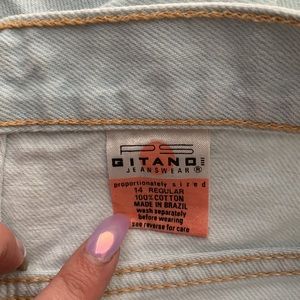 PS
GITANO
JEANSWEAR®
proportionately sized
14 REGULAR
100% COTTON
MADE IN BRAZIL
wash separately
before wearing
see reverse for care